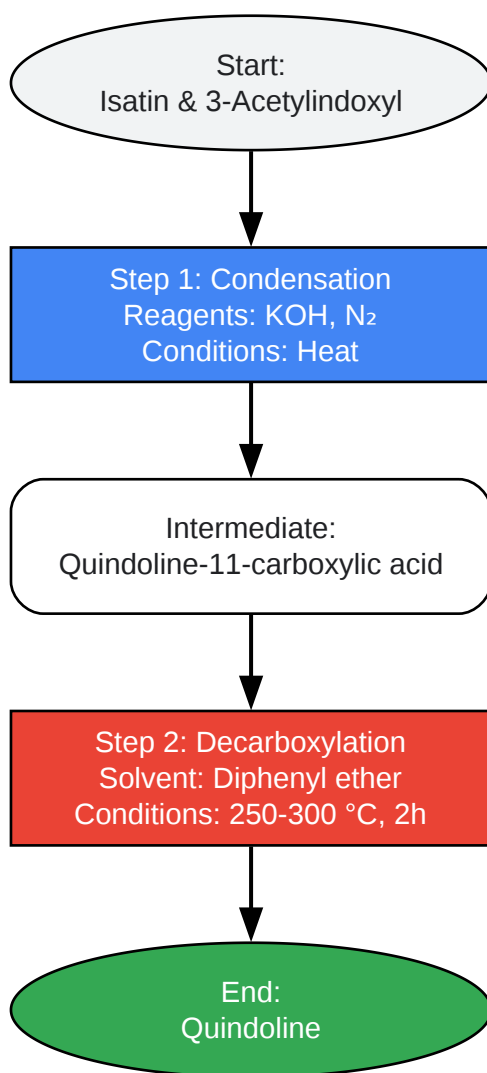 Start:
Isatin & 3-Acetylindoxyl
Step 1: Condensation
Reagents: KOH, N₂
Conditions: Heat
Intermediate:
Quindoline-11-carboxylic acid
Step 2: Decarboxylation
Solvent: Diphenyl ether
Conditions: 250-300 °C, 2h
End:
Quindoline